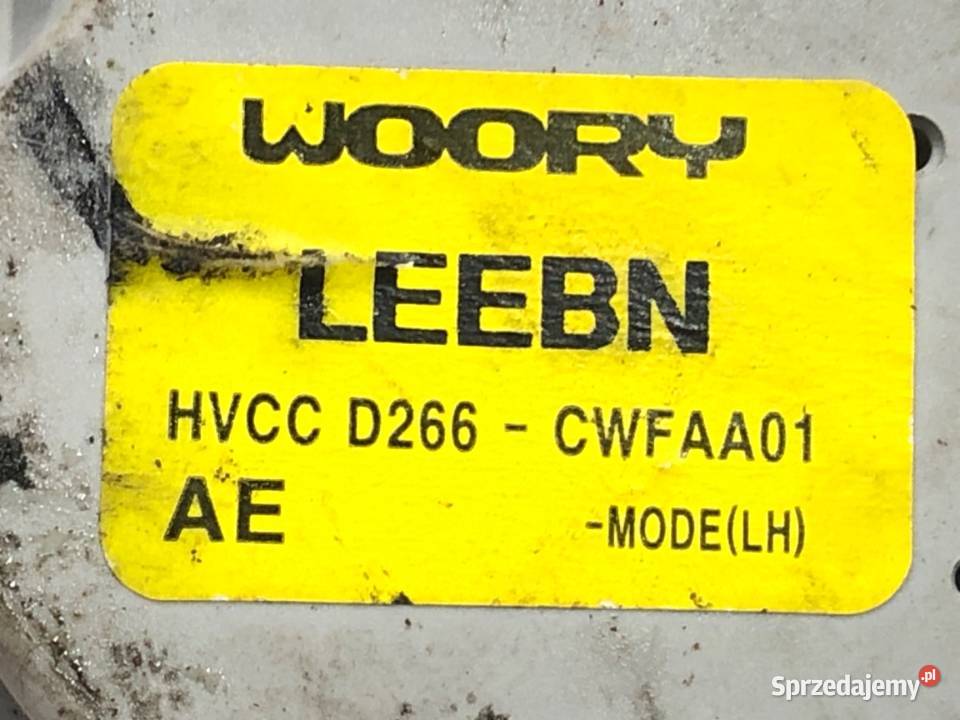 WOORY
LEEBN
HVCC D266 - CWFAA01
AE -MODE(LH)
Sprzedajemy.pl